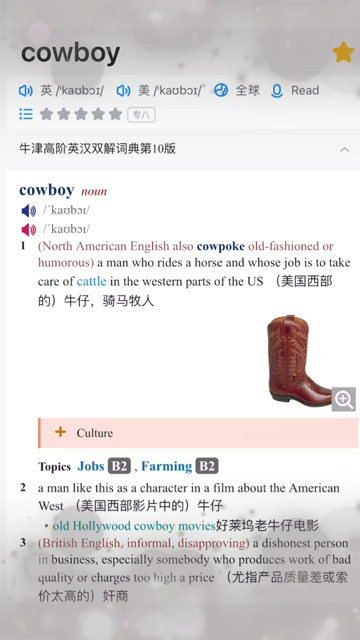 cowboy
英 /ˈkaʊbɔɪ/ 美 /ˈkaʊbɔɪ/ 全球 Read
专八
牛津高阶英汉双解词典第10版
cowboy noun
/ˈkaʊbɔɪ/
/ˈkaʊbɔɪ/
1 (North American English also cowpoke old-fashioned or
humorous) a man who rides a horse and whose job is to take
care of cattle in the western parts of the US （美国西部
的）牛仔，骑马牧人
+ Culture
Topics Jobs B2 , Farming B2
2 a man like this as a character in a film about the American
West （美国西部影片中的）牛仔
• old Hollywood cowboy movies好莱坞老牛仔电影
3 (British English, informal, disapproving) a dishonest person
in business, especially somebody who produces work of bad
quality or charges too high a price （尤指产品质量差或索
价太高的）奸商